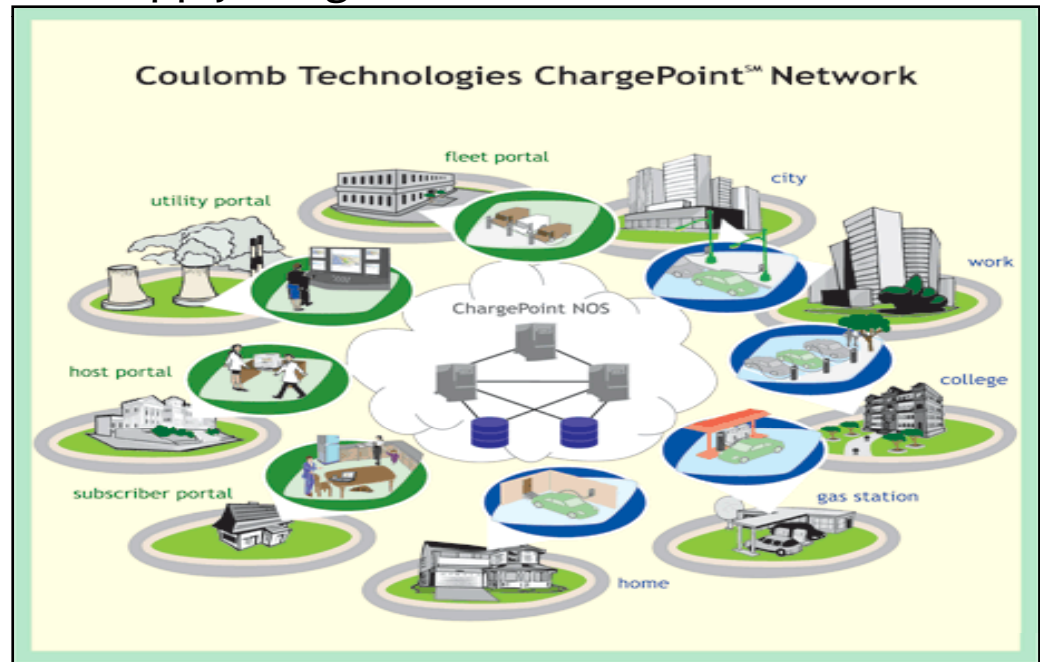 Coulomb Technologies ChargePoint℠ Network
fleet portal
city
utility portal
work
ChargePoint NOS
host portal
college
subscriber portal
gas station
home